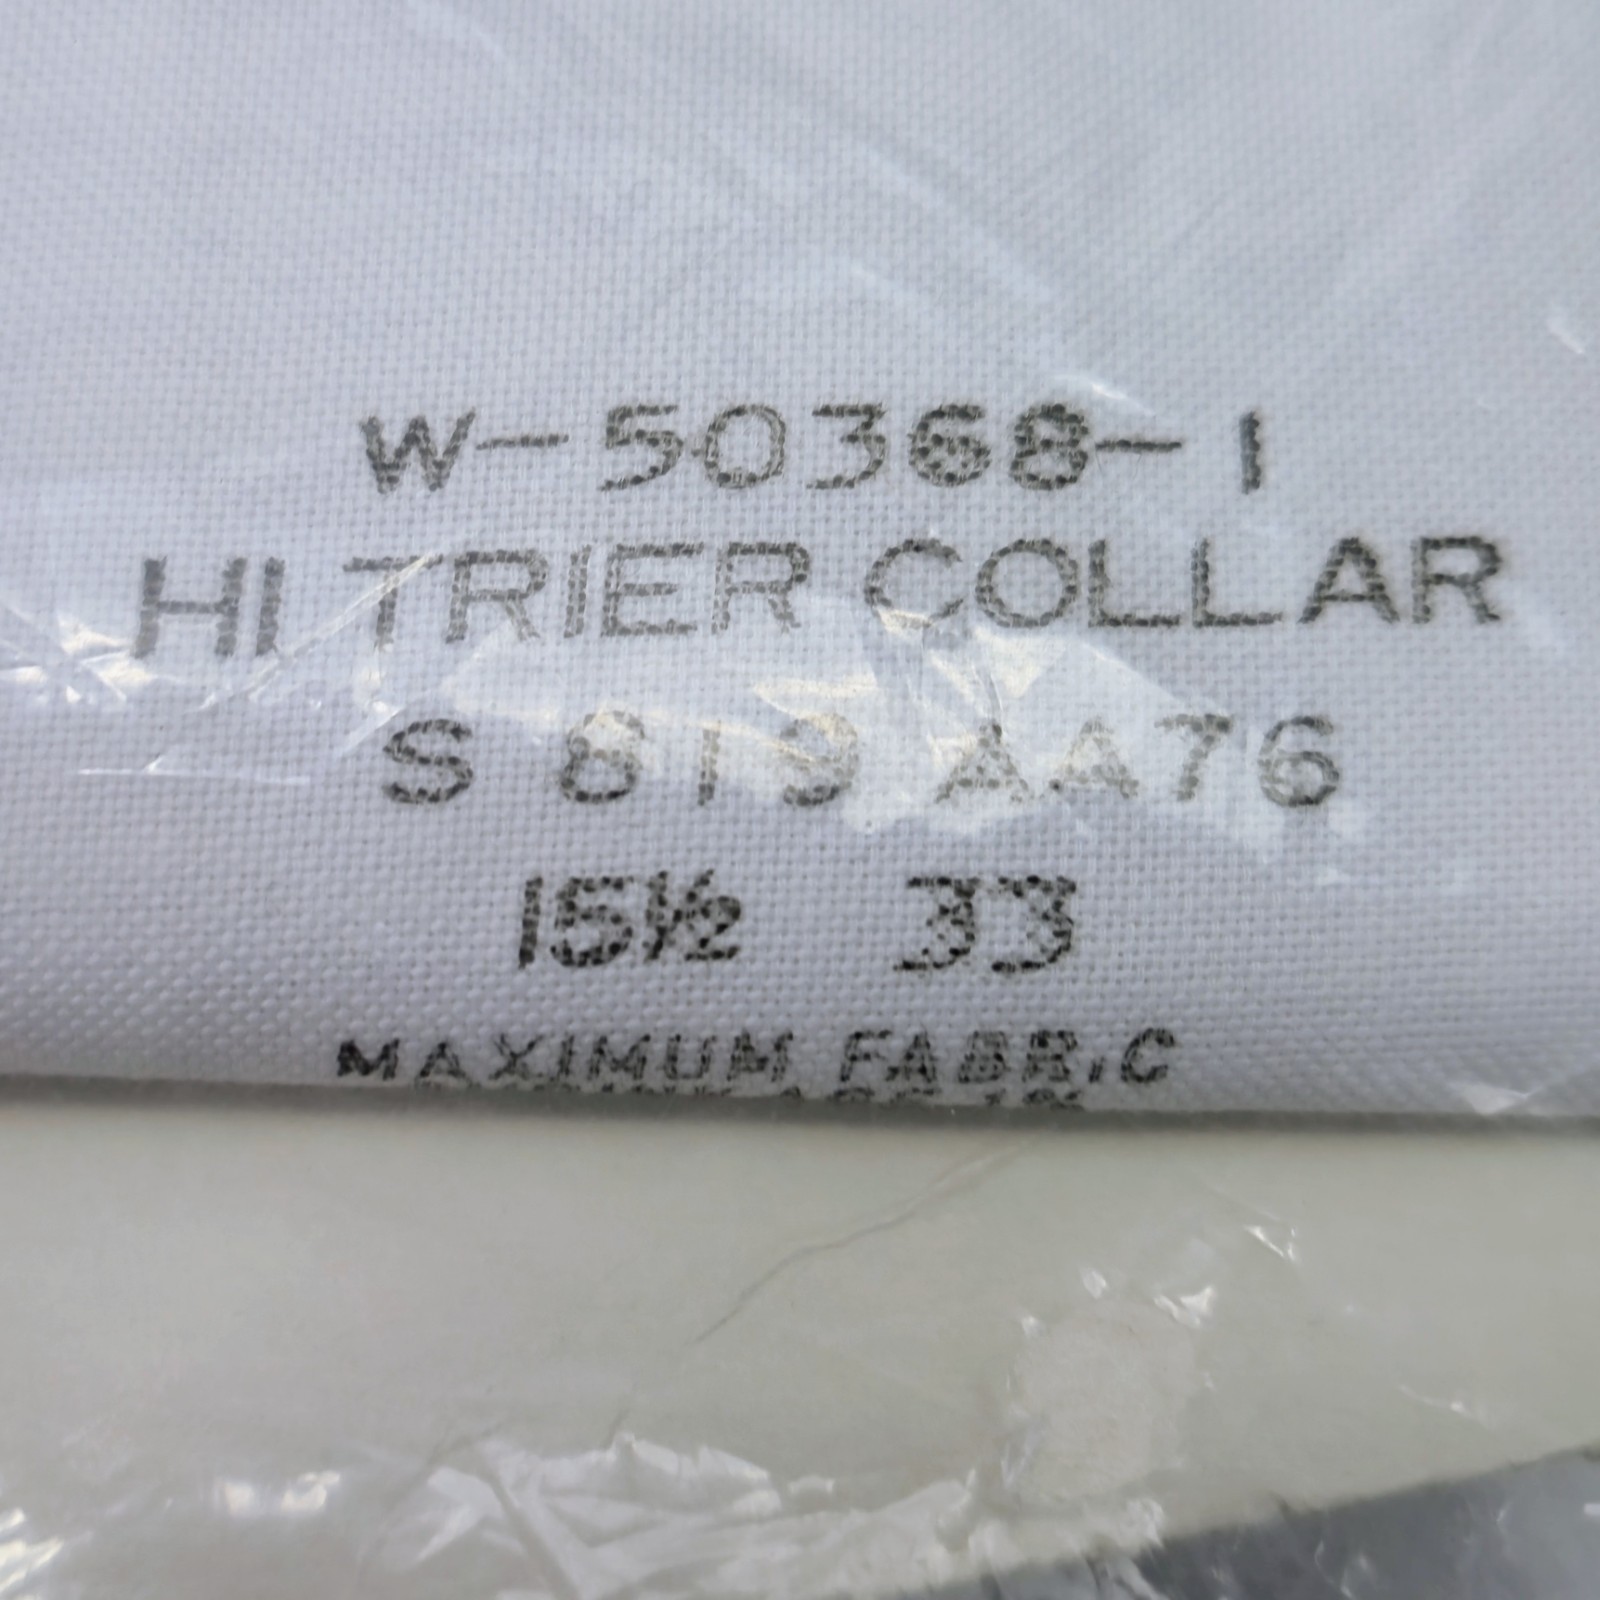 W-50368-1
HI TRIER COLLAR
S 819 AA76
15½ 33
MAXIMUM FABRIC